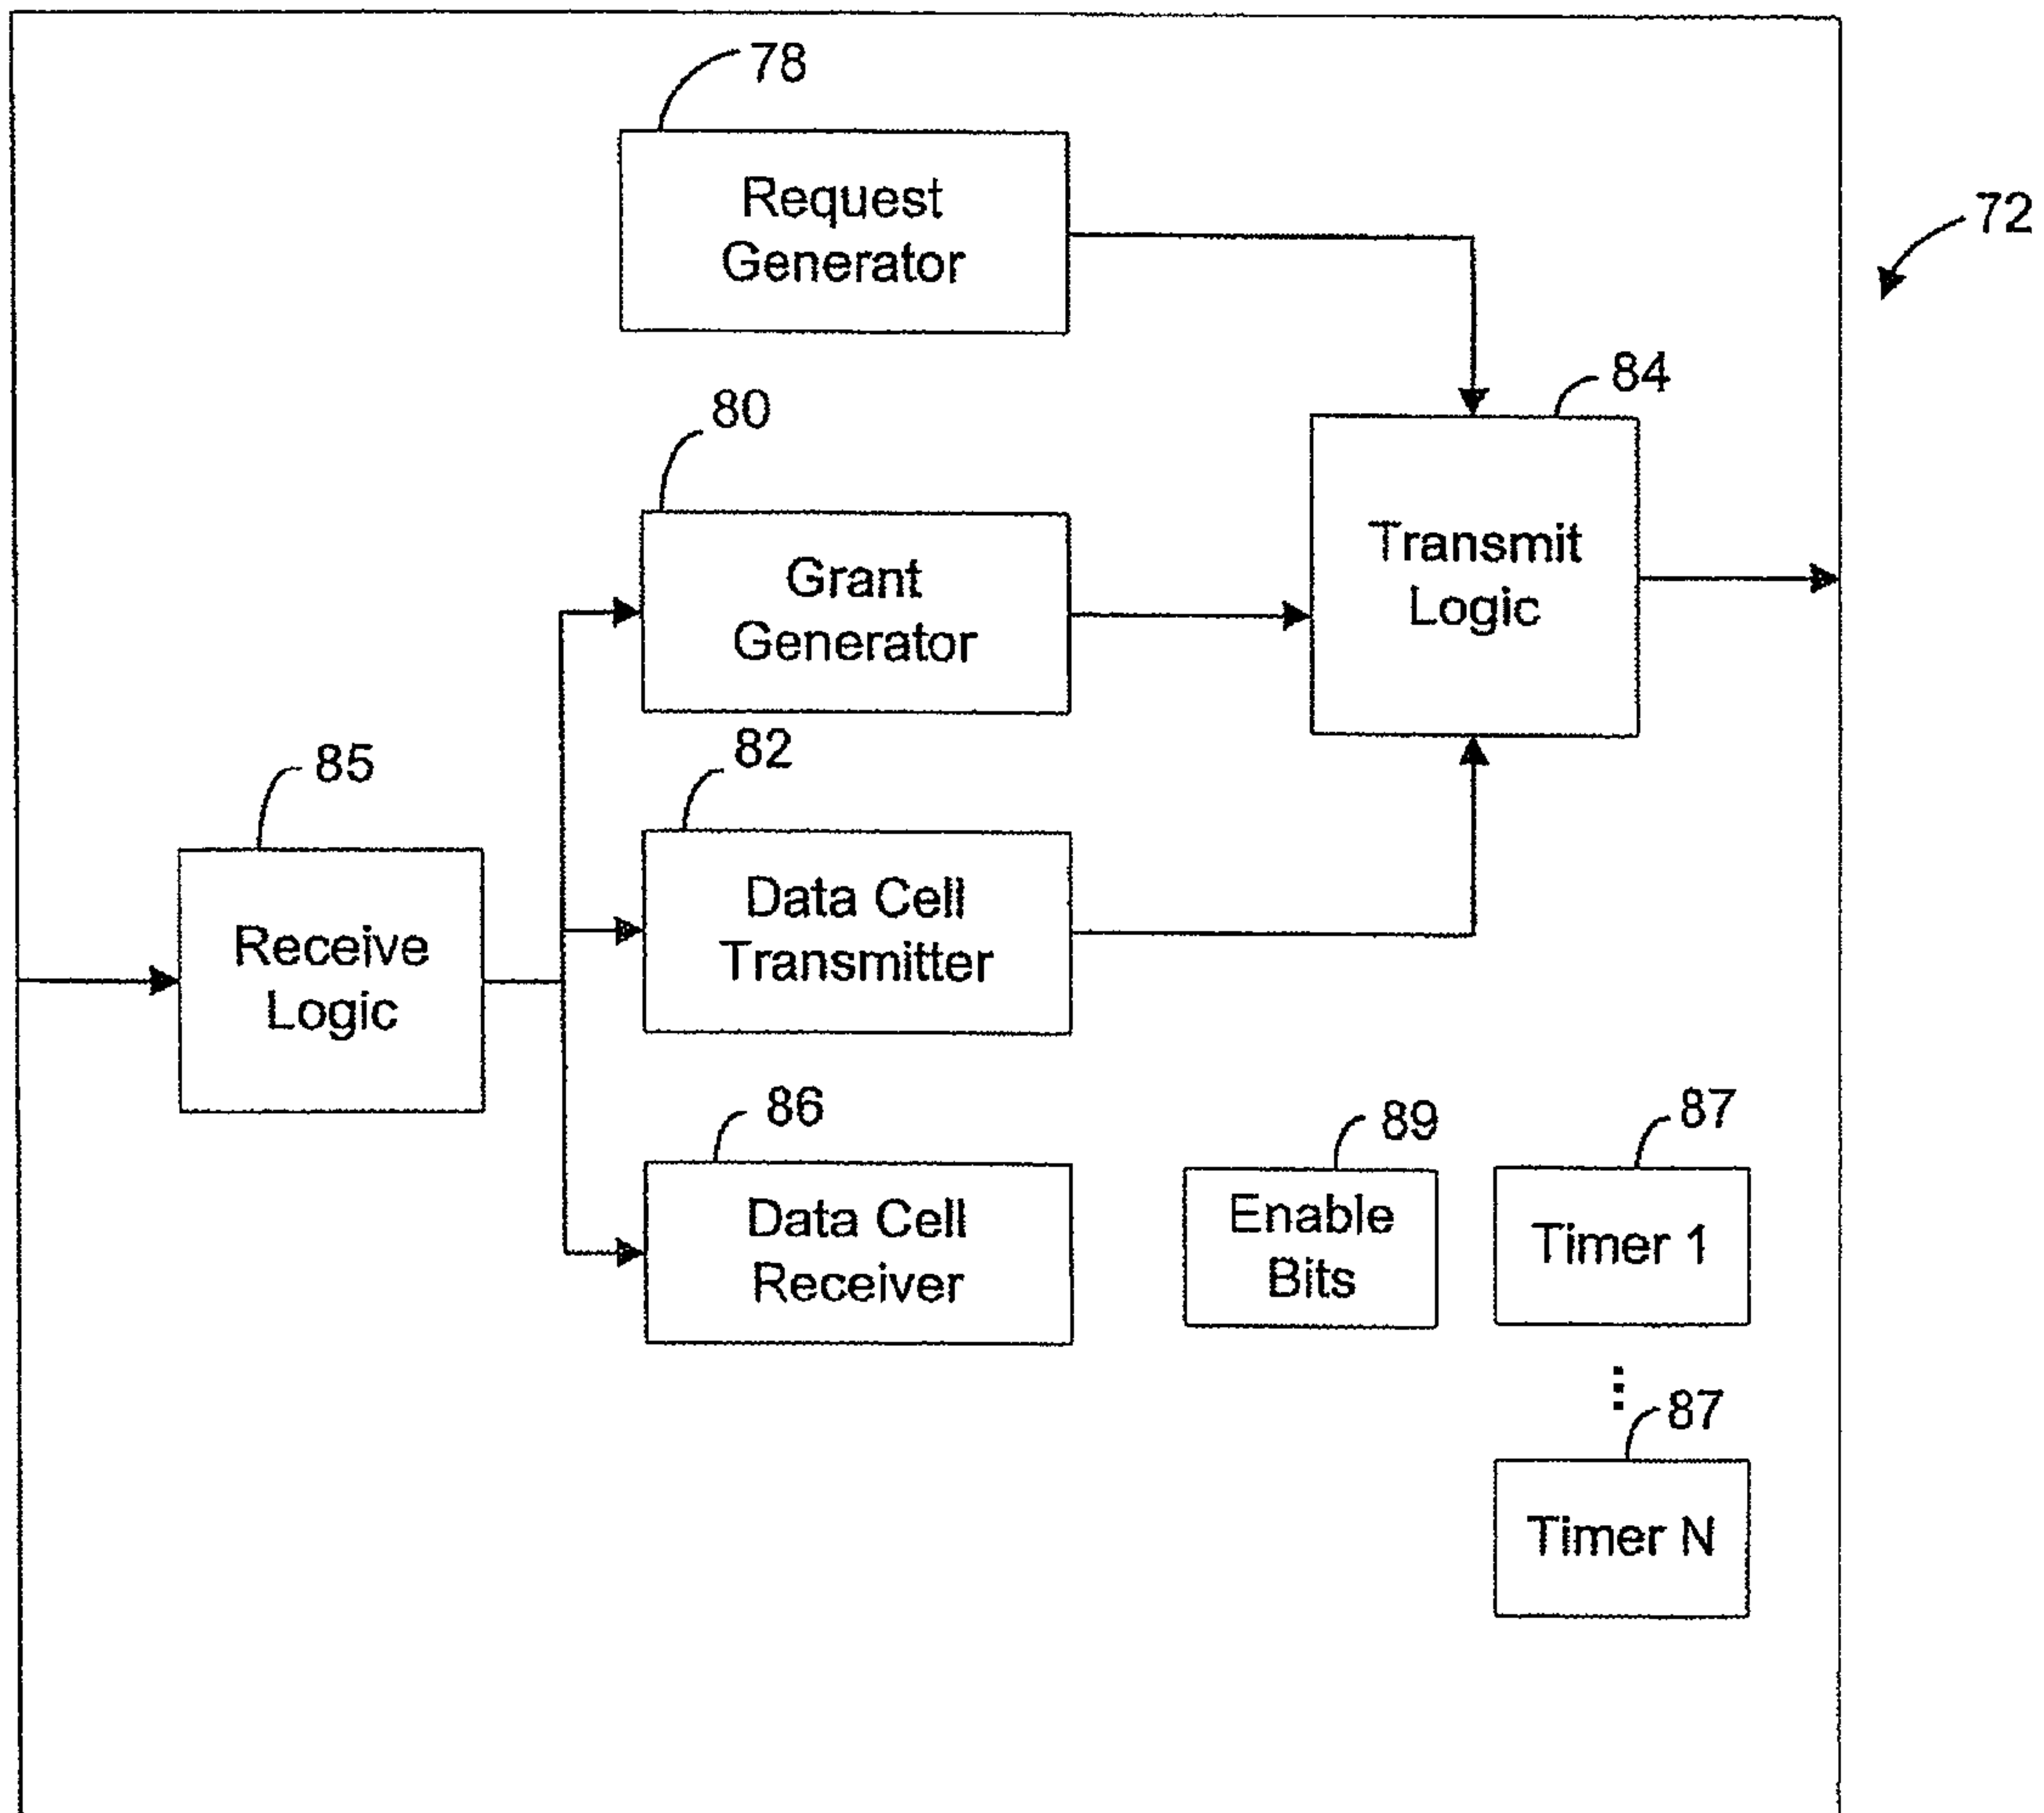 78
Request
Generator
72
84
80
Grant
Generator
Transmit
Logic
82
85
Data Cell
Transmitter
Receive
Logic
86
Data Cell
Receiver
89
Enable
Bits
87
Timer 1
⋮
87
Timer N